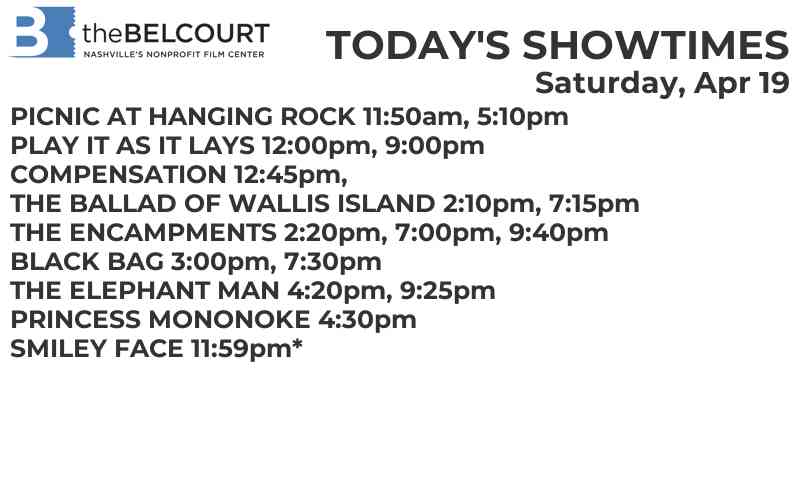 B theBELCOURT
NASHVILLE'S NONPROFIT FILM CENTER
TODAY'S SHOWTIMES
Saturday, Apr 19
PICNIC AT HANGING ROCK 11:50am, 5:10pm
PLAY IT AS IT LAYS 12:00pm, 9:00pm
COMPENSATION 12:45pm,
THE BALLAD OF WALLIS ISLAND 2:10pm, 7:15pm
THE ENCAMPMENTS 2:20pm, 7:00pm, 9:40pm
BLACK BAG 3:00pm, 7:30pm
THE ELEPHANT MAN 4:20pm, 9:25pm
PRINCESS MONONOKE 4:30pm
SMILEY FACE 11:59pm*